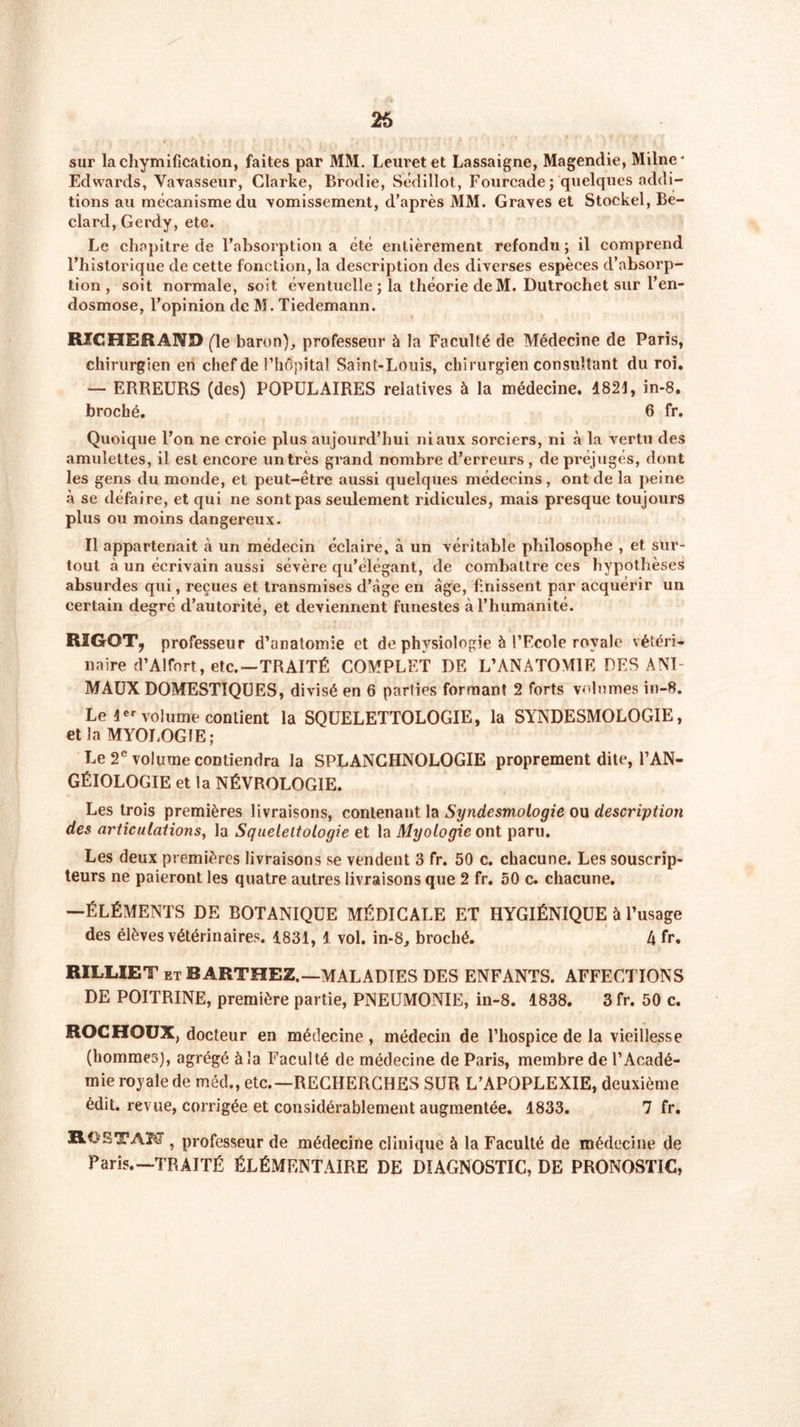 25
sur la chymification, faites par MM. Leuret et Lassaigne, Magendie, Milne-
Edwards, Vavasseur, Clarke, Brodie, Sédillot, Fourcade; quelques addi-
tions au mécanisme du vomissement, d'après MM. Graves et Stockel, Bé-
clard, Gerdy, etc.
Le chapitre de l'absorption a été entièrement refondu; il comprend
l'historique de cette fonction, la description des diverses espèces d'absorp-
tion, soit normale, soit éventuelle; la théorie de M. Dutrochet sur l'en-
dosmose, l'opinion de M. Tiedemann.
RICHERAND (le baron), professeur à la Faculté de Médecine de Paris,
chirurgien en chef de l'hôpital Saint-Louis, chirurgien consultant du roi.
— ERREURS (des) POPULAIRES relatives à la médecine. 1821, in-8.
broché. 6 fr.
Quoique l'on ne croie plus aujourd'hui ni aux sorciers, ni à la vertu des
amulettes, il est encore un très grand nombre d'erreurs, de préjugés, dont
les gens du monde, et peut-être aussi quelques médecins, ont de la peine
à se défaire, et qui ne sont pas seulement ridicules, mais presque toujours
plus ou moins dangereux.
Il appartenait à un médecin éclairé, à un véritable philosophe, et sur-
tout à un écrivain aussi sévère qu'élégant, de combattre ces hypothèses
absurdes qui, reçues et transmises d'âge en âge, finissent par acquérir un
certain degré d'autorité, et deviennent funestes à l'humanité.
RIGOT, professeur d'anatomie et de physiologie à l'Ecole royale vétéri-
naire d'Alfort, etc.—TRAITÉ COMPLET DE L'ANATOMIE DES ANI-
MAUX DOMESTIQUES, divisé en 6 parties formant 2 forts volumes in-8.
Le 1er volume contient la SQUELETTOLOGIE, la SYNDESMOLOGIE,
et la MYOLOGIE;
Le 2e volume contiendra la SPLANCHNOLOGIE proprement dite, l'AN-
GÉIOLOGIE et la NÉVROLOGIE.
Les trois premières livraisons, contenant la Syndesmologie ou description
des articulations, la Squelettologie et la Myologie ont paru.
Les deux premières livraisons se vendent 3 fr. 50 c. chacune. Les souscrip-
teurs ne paieront les quatre autres livraisons que 2 fr. 50 c. chacune.
—ÉLÉMENTS DE BOTANIQUE MÉDICALE ET HYGIÉNIQUE à l'usage
des élèves vétérinaires. 1831, 1 vol. in-8, broché. 4 fr.
RILLIET ET BARTHEZ.—MALADIES DES ENFANTS. AFFECTIONS
DE POITRINE, première partie, PNEUMONIE, in-8. 1838. 3 fr. 50 c.
ROCHOUX, docteur en médecine, médecin de l'hospice de la vieillesse
(hommes), agrégé à la Faculté de médecine de Paris, membre de l'Acadé-
mie royale de méd., etc.—RECHERCHES SUR L'APOPLEXIE, deuxième
édit. revue, corrigée et considérablement augmentée. 1833. 7 fr.
ROSTAN, professeur de médecine clinique à la Faculté de médecine de
Paris.—TRAITÉ ÉLÉMENTAIRE DE DIAGNOSTIC, DE PRONOSTIC,